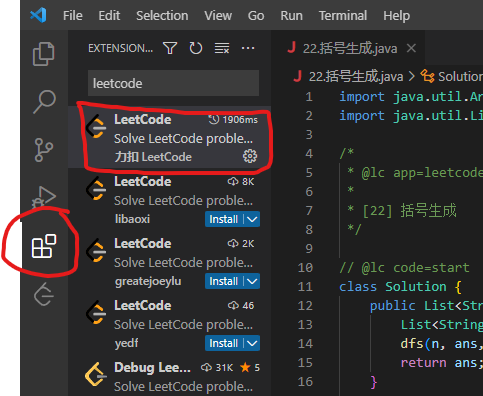 File Edit Selection View Go Run Terminal Help
EXTENSION...
leetcode
LeetCode 1906ms
Solve LeetCode proble...
力扣 LeetCode
LeetCode 8K
Solve LeetCode proble...
libaoxi Install
LeetCode 2K
Solve LeetCode proble...
greatejoeylu Install
LeetCode 46
Solve LeetCode proble...
yedf Install
Debug Lee... 31K 5
Solve LeetCode proble...
J 22.括号生成.java
J 22.括号生成.java > Solution
1 import java.util.Ar
2 import java.util.Li
3
4 /*
5 * @lc app=leetcode
6 *
7 * [22] 括号生成
8 */
9
10 // @lc code=start
11 class Solution {
12 public List<Str
13 List<String
14 dfs(n, ans,
15 return ans;
16 }